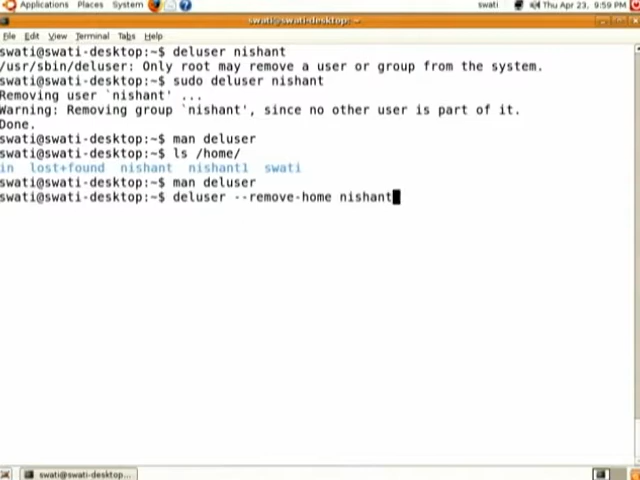 Applications Places System swati Thu Apr 23, 9:59 PM
swati@swati-desktop: ~
File Edit View Terminal Tabs Help
swati@swati-desktop:~$ deluser nishant
/usr/sbin/deluser: Only root may remove a user or group from the system.
swati@swati-desktop:~$ sudo deluser nishant
Removing user `nishant' ...
Warning: Removing group `nishant', since no other user is part of it.
Done.
swati@swati-desktop:~$ man deluser
swati@swati-desktop:~$ ls /home/
in lost+found nishant nishant1 swati
swati@swati-desktop:~$ man deluser
swati@swati-desktop:~$ deluser --remove-home nishant
swati@swati-desktop...